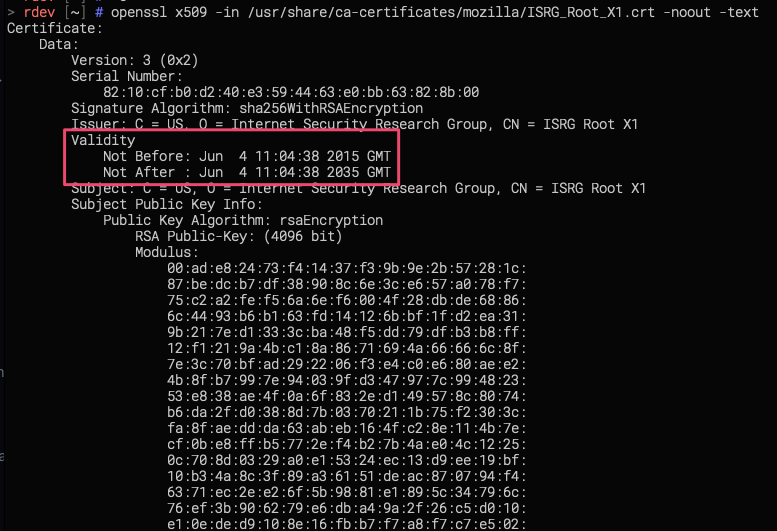 > rdev [~] # openssl x509 -in /usr/share/ca-certificates/mozilla/ISRG_Root_X1.crt -noout -text
Certificate:
Data:
Version: 3 (0x2)
Serial Number:
82:10:cf:b0:d2:40:e3:59:44:63:e0:bb:63:82:8b:00
Signature Algorithm: sha256WithRSAEncryption
Issuer: C = US, O = Internet Security Research Group, CN = ISRG Root X1
Validity
Not Before: Jun  4 11:04:38 2015 GMT
Not After : Jun  4 11:04:38 2035 GMT
Subject: C = US, O = Internet Security Research Group, CN = ISRG Root X1
Subject Public Key Info:
Public Key Algorithm: rsaEncryption
RSA Public-Key: (4096 bit)
Modulus:
00:ad:e8:24:73:f4:14:37:f3:9b:9e:2b:57:28:1c:
87:be:dc:b7:df:38:90:8c:6e:3c:e6:57:a0:78:f7:
75:c2:a2:fe:f5:6a:6e:f6:00:4f:28:db:de:68:86:
6c:44:93:b6:b1:63:fd:14:12:6b:bf:1f:d2:ea:31:
9b:21:7e:d1:33:3c:ba:48:f5:dd:79:df:b3:b8:ff:
12:f1:21:9a:4b:c1:8a:86:71:69:4a:66:66:6c:8f:
7e:3c:70:bf:ad:29:22:06:f3:e4:c0:e6:80:ae:e2:
4b:8f:b7:99:7e:94:03:9f:d3:47:97:7c:99:48:23:
53:e8:38:ae:4f:0a:6f:83:2e:d1:49:57:8c:80:74:
b6:da:2f:d0:38:8d:7b:03:70:21:1b:75:f2:30:3c:
fa:8f:ae:dd:da:63:ab:eb:16:4f:c2:8e:11:4b:7e:
cf:0b:e8:ff:b5:77:2e:f4:b2:7b:4a:e0:4c:12:25:
0c:70:8d:03:29:a0:e1:53:24:ec:13:d9:ee:19:bf:
10:b3:4a:8c:3f:89:a3:61:51:de:ac:87:07:94:f4:
63:71:ec:2e:e2:6f:5b:98:81:e1:89:5c:34:79:6c:
76:ef:3b:90:62:79:e6:db:a4:9a:2f:26:c5:d0:10:
e1:0e:de:d9:10:8e:16:fb:b7:f7:a8:f7:c7:e5:02: